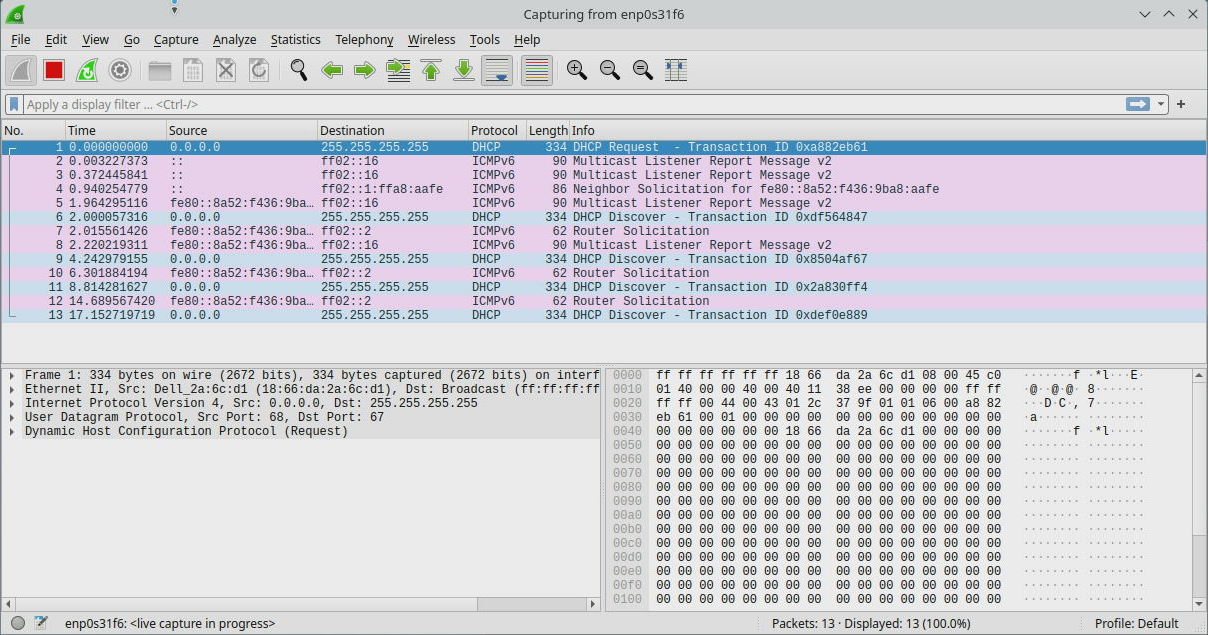 Capturing from enp0s31f6
File Edit View Go Capture Analyze Statistics Telephony Wireless Tools Help
Apply a display filter ... <Ctrl-/>
No. Time Source Destination Protocol Length Info
1 0.000000000 0.0.0.0 255.255.255.255 DHCP 334 DHCP Request - Transaction ID 0xa882eb61
2 0.003227373 :: ff02::16 ICMPv6 90 Multicast Listener Report Message v2
3 0.372445841 :: ff02::16 ICMPv6 90 Multicast Listener Report Message v2
4 0.940254779 :: ff02::1:ffa8:aafe ICMPv6 86 Neighbor Solicitation for fe80::8a52:f436:9ba8:aafe
5 1.964295116 fe80::8a52:f436:9ba… ff02::16 ICMPv6 90 Multicast Listener Report Message v2
6 2.000057316 0.0.0.0 255.255.255.255 DHCP 334 DHCP Discover - Transaction ID 0xdf564847
7 2.015561426 fe80::8a52:f436:9ba… ff02::2 ICMPv6 62 Router Solicitation
8 2.220219311 fe80::8a52:f436:9ba… ff02::16 ICMPv6 90 Multicast Listener Report Message v2
9 4.242979155 0.0.0.0 255.255.255.255 DHCP 334 DHCP Discover - Transaction ID 0x8504af67
10 6.301884194 fe80::8a52:f436:9ba… ff02::2 ICMPv6 62 Router Solicitation
11 8.814281627 0.0.0.0 255.255.255.255 DHCP 334 DHCP Discover - Transaction ID 0x2a830ff4
12 14.689567420 fe80::8a52:f436:9ba… ff02::2 ICMPv6 62 Router Solicitation
13 17.152719719 0.0.0.0 255.255.255.255 DHCP 334 DHCP Discover - Transaction ID 0xdef0e889
Frame 1: 334 bytes on wire (2672 bits), 334 bytes captured (2672 bits) on interf
Ethernet II, Src: Dell_2a:6c:d1 (18:66:da:2a:6c:d1), Dst: Broadcast (ff:ff:ff:ff
Internet Protocol Version 4, Src: 0.0.0.0, Dst: 255.255.255.255
User Datagram Protocol, Src Port: 68, Dst Port: 67
Dynamic Host Configuration Protocol (Request)
0000 ff ff ff ff ff ff 18 66 da 2a 6c d1 08 00 45 c0 ·······f ·*l···E·
0010 01 40 00 00 40 00 40 11 38 ee 00 00 00 00 ff ff ·@··@·@· 8·······
0020 ff ff 00 44 00 43 01 2c 37 9f 01 01 06 00 a8 82 ···D·C·, 7·······
0030 eb 61 00 01 00 00 00 00 00 00 00 00 00 00 00 00 ·a······ ········
0040 00 00 00 00 00 00 18 66 da 2a 6c d1 00 00 00 00 ·······f ·*l·····
0050 00 00 00 00 00 00 00 00 00 00 00 00 00 00 00 00 ········ ········
0060 00 00 00 00 00 00 00 00 00 00 00 00 00 00 00 00 ········ ········
0070 00 00 00 00 00 00 00 00 00 00 00 00 00 00 00 00 ········ ········
0080 00 00 00 00 00 00 00 00 00 00 00 00 00 00 00 00 ········ ········
0090 00 00 00 00 00 00 00 00 00 00 00 00 00 00 00 00 ········ ········
00a0 00 00 00 00 00 00 00 00 00 00 00 00 00 00 00 00 ········ ········
00b0 00 00 00 00 00 00 00 00 00 00 00 00 00 00 00 00 ········ ········
00c0 00 00 00 00 00 00 00 00 00 00 00 00 00 00 00 00 ········ ········
00d0 00 00 00 00 00 00 00 00 00 00 00 00 00 00 00 00 ········ ········
00e0 00 00 00 00 00 00 00 00 00 00 00 00 00 00 00 00 ········ ········
00f0 00 00 00 00 00 00 00 00 00 00 00 00 00 00 00 00 ········ ········
0100 00 00 00 00 00 00 00 00 00 00 00 00 00 00 00 00 ········ ········
enp0s31f6: <live capture in progress> Packets: 13 · Displayed: 13 (100.0%) Profile: Default